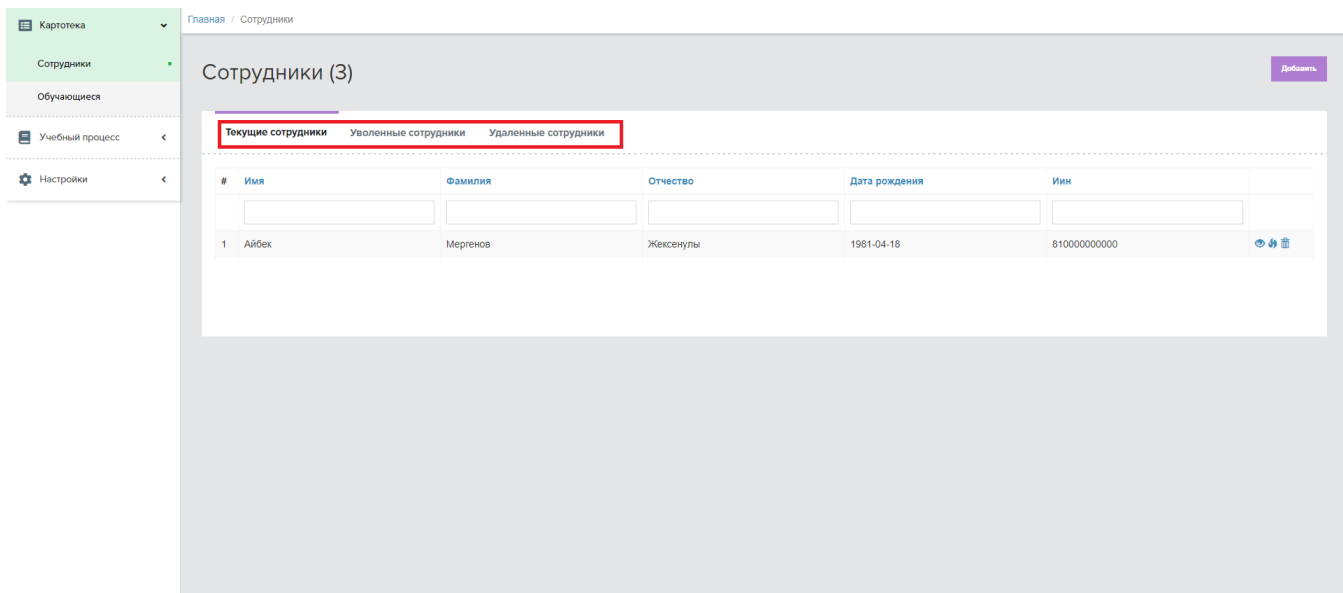 Картотека
Сотрудники
Обучающиеся
Учебный процесс
Настройки
Главная / Сотрудники
Сотрудники (3)
Добавить
Текущие сотрудники Уволенные сотрудники Удаленные сотрудники
# Имя Фамилия Отчество Дата рождения Иин
1 Айбек Мергенов Жексенулы 1981-04-18 810000000000